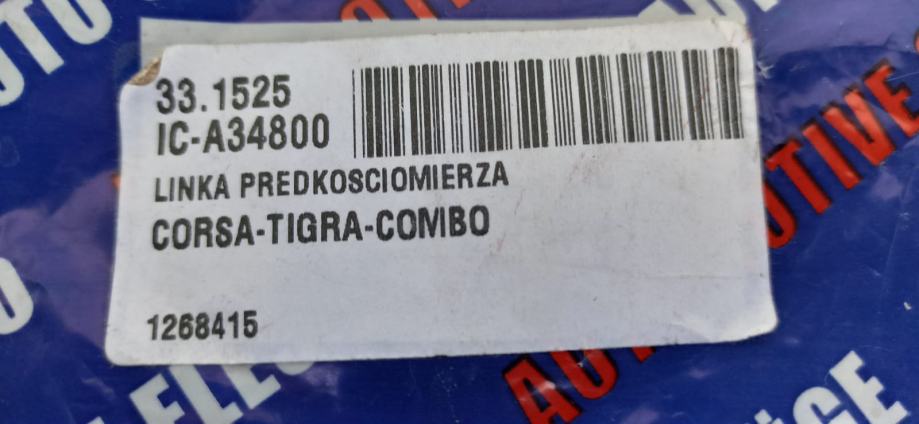 33.1525
IC-A34800
LINKA PREDKOSCIOMIERZA
CORSA-TIGRA-COMBO
1268415